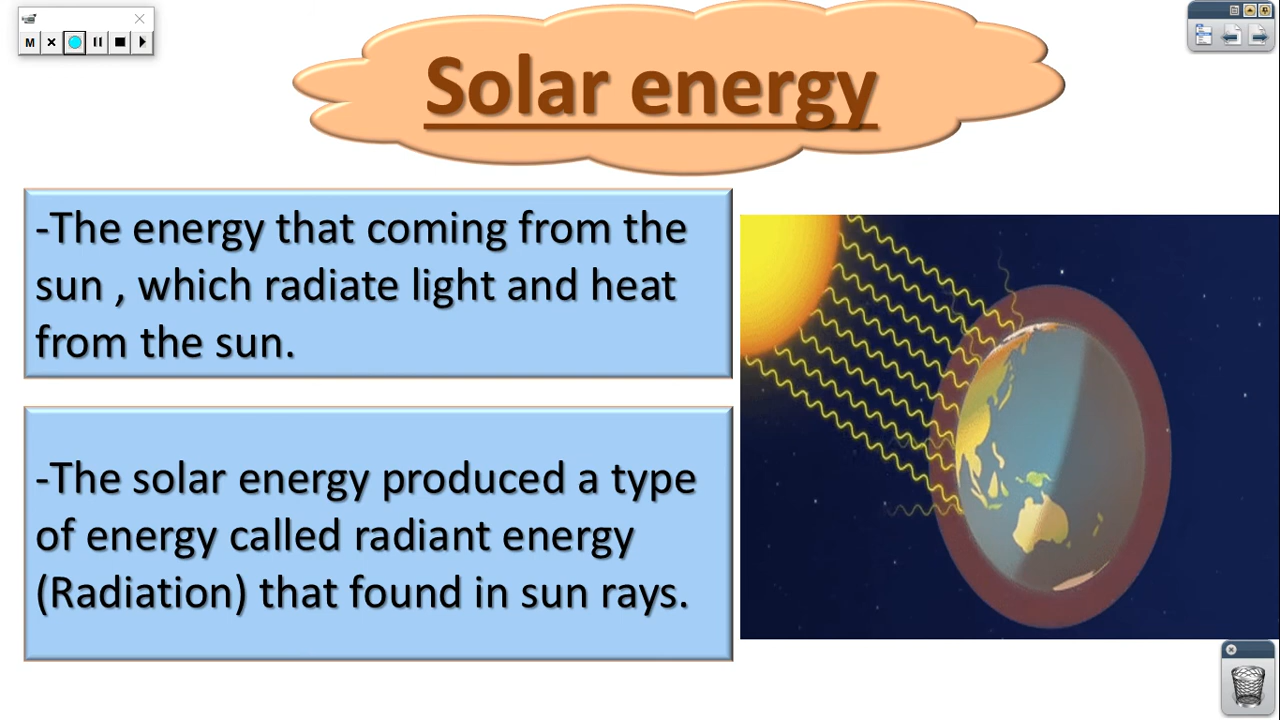 M
Solar energy
-The energy that coming from the
sun , which radiate light and heat
from the sun.
-The solar energy produced a type
of energy called radiant energy
(Radiation) that found in sun rays.